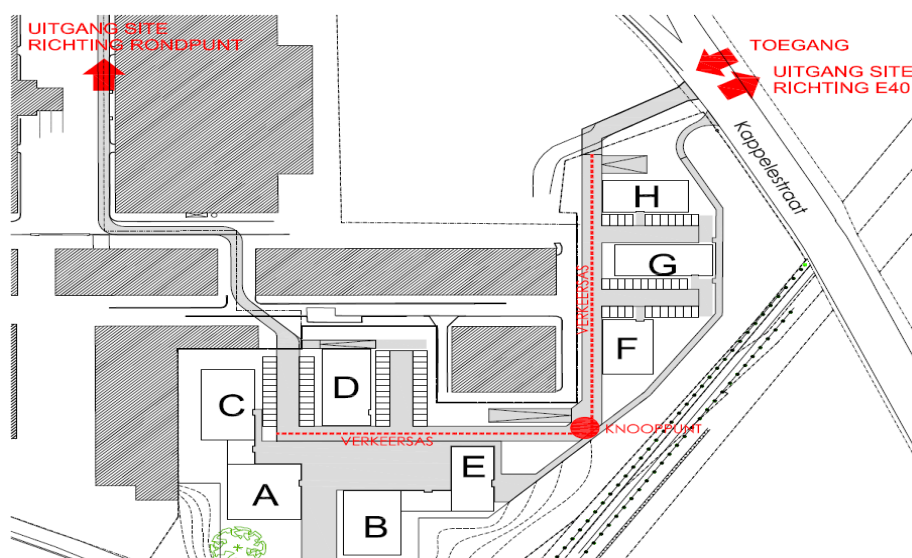 UITGANG SITE
RICHTING RONDPUNT
TOEGANG
UITGANG SITE
RICHTING E40
Kappelestraat
H
G
VERKEERSAS
F
D
C
KNOOPPUNT
VERKEERSAS
E
A
B